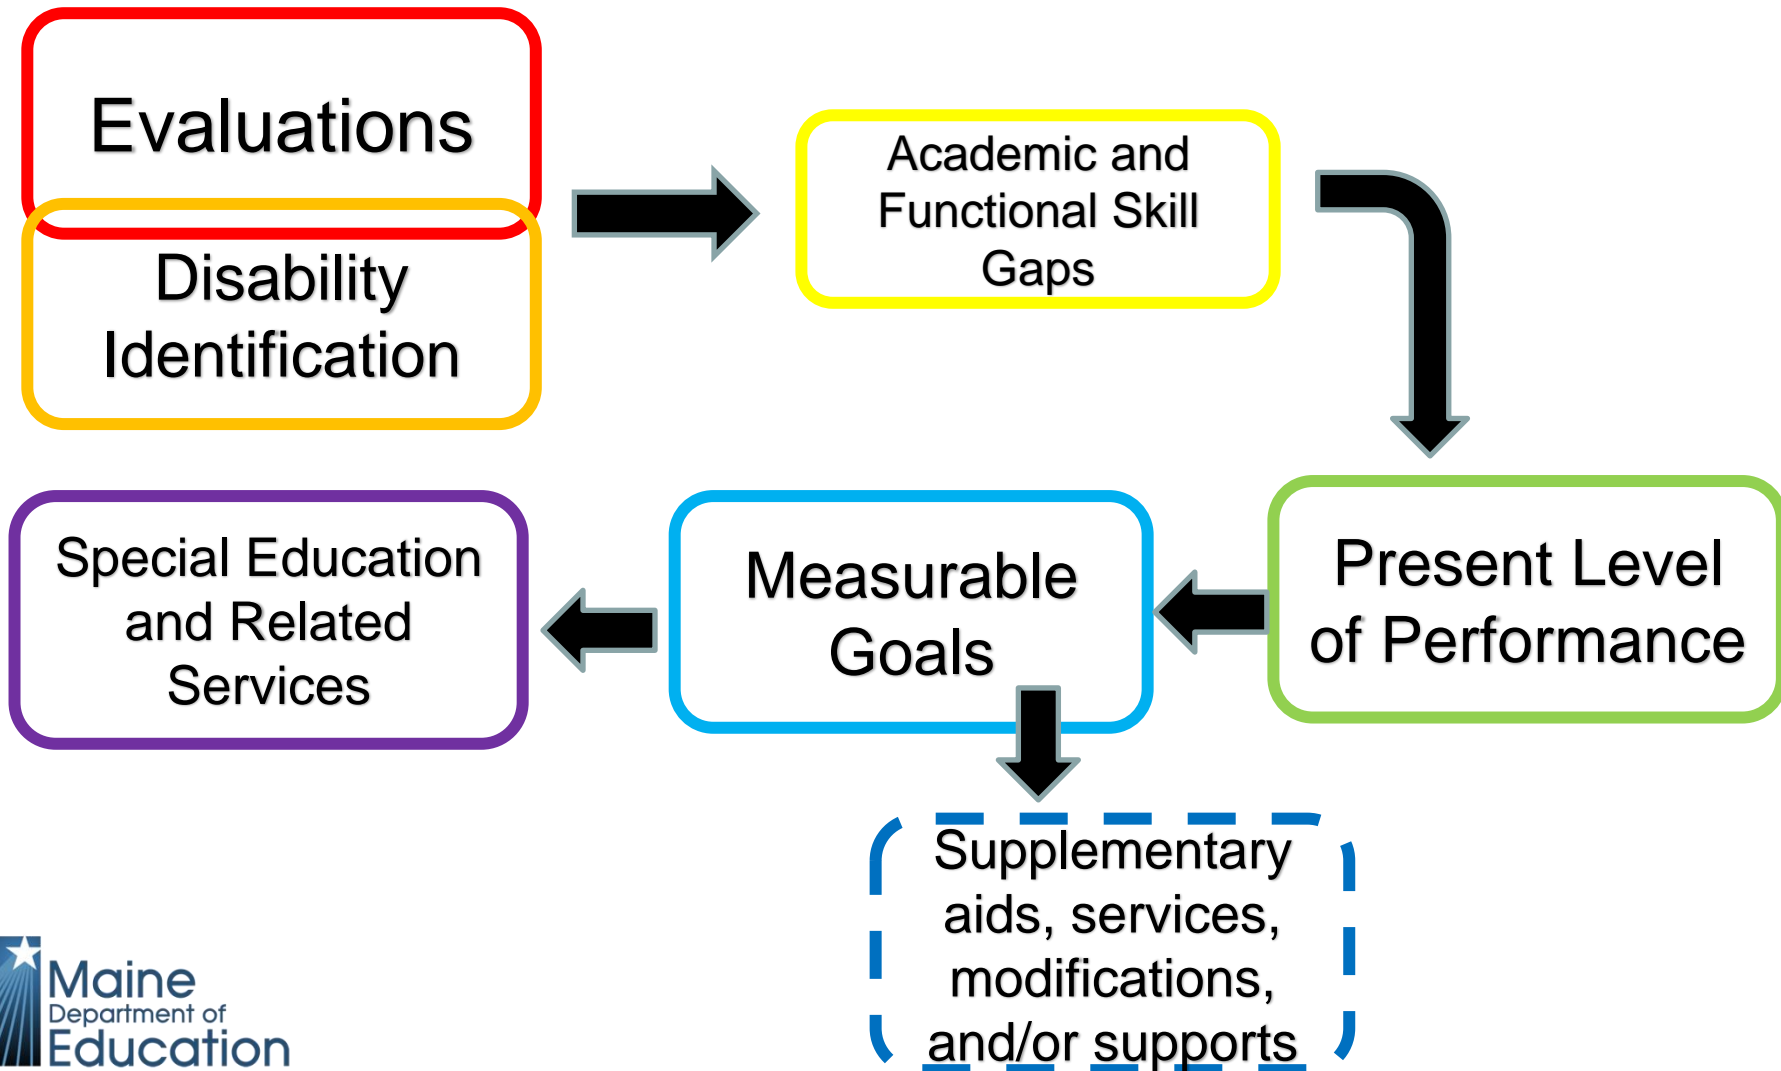 Evaluations
Disability
Identification
Academic and
Functional Skill
Gaps
Present Level
of Performance
Measurable
Goals
Special Education
and Related
Services
Supplementary
aids, services,
modifications,
and/or supports
Maine
Department of
Education